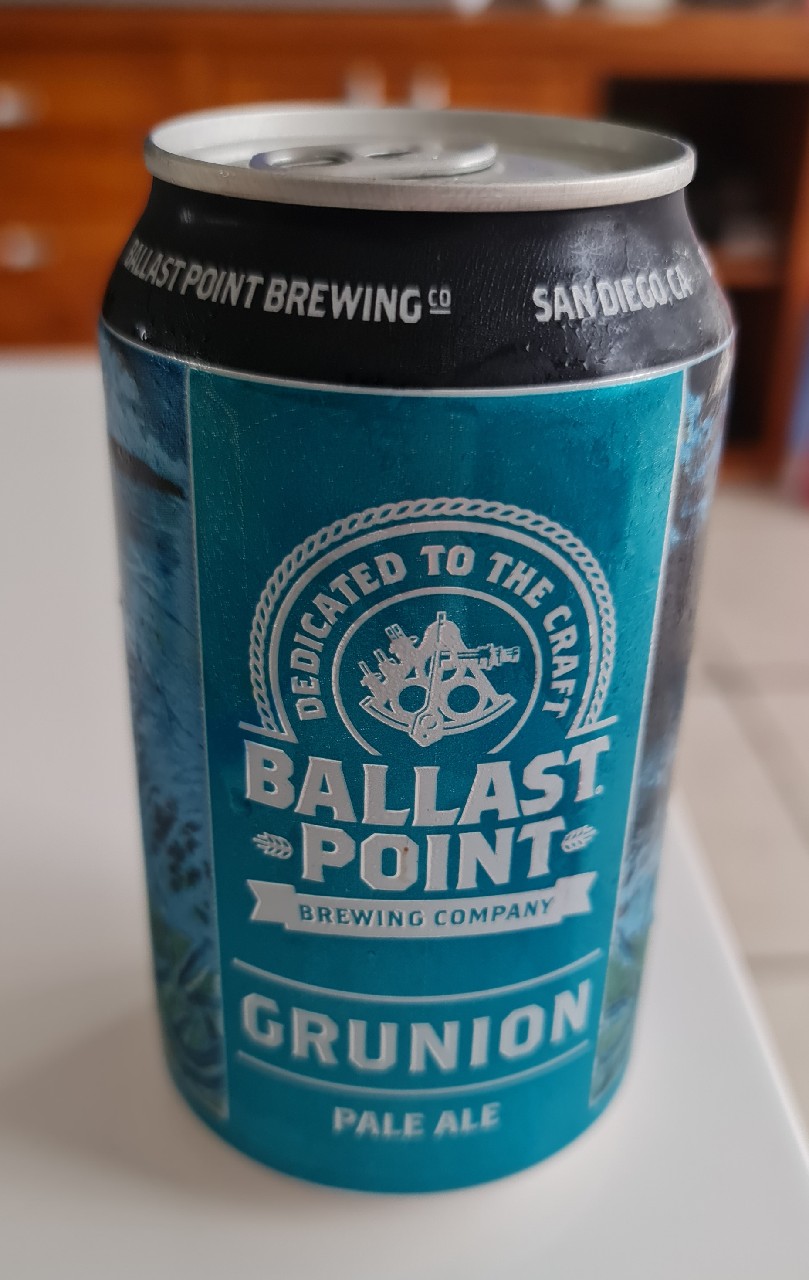 BALLAST POINT BREWING CO SAN DIEGO, CA
DEDICATED TO THE CRAFT
BALLAST
POINT
BREWING COMPANY
GRUNION
PALE ALE